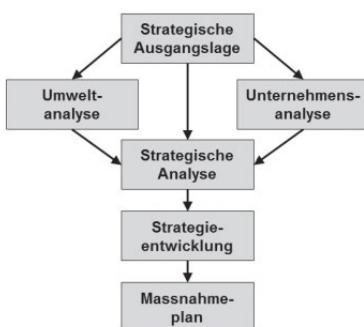 Strategische
Ausgangslage
Umwelt-
analyse
Unternehmens-
analyse
Strategische
Analyse
Strategie-
entwicklung
Massnahme-
plan